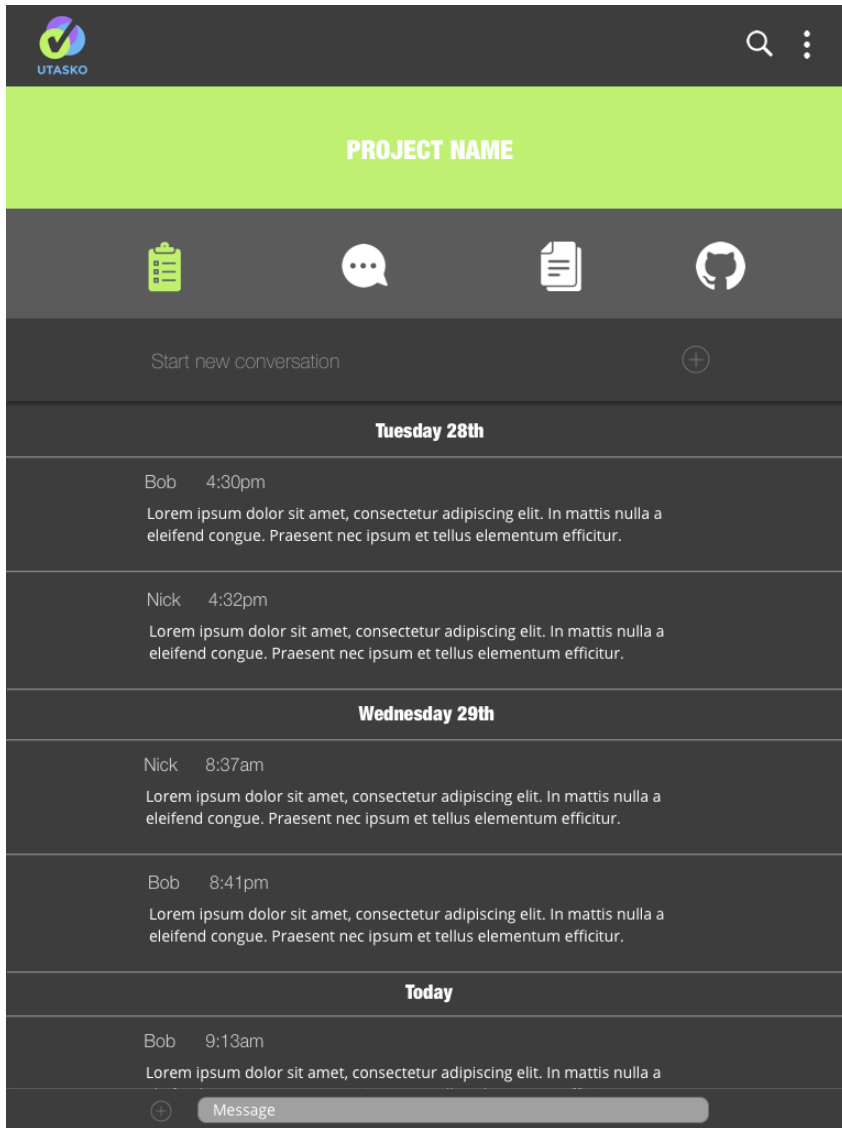 UTASKO
PROJECT NAME
Start new conversation
Tuesday 28th
Bob 4:30pm
Lorem ipsum dolor sit amet, consectetur adipiscing elit. In mattis nulla a
eleifend congue. Praesent nec ipsum et tellus elementum efficitur.
Nick 4:32pm
Lorem ipsum dolor sit amet, consectetur adipiscing elit. In mattis nulla a
eleifend congue. Praesent nec ipsum et tellus elementum efficitur.
Wednesday 29th
Nick 8:37am
Lorem ipsum dolor sit amet, consectetur adipiscing elit. In mattis nulla a
eleifend congue. Praesent nec ipsum et tellus elementum efficitur.
Bob 8:41pm
Lorem ipsum dolor sit amet, consectetur adipiscing elit. In mattis nulla a
eleifend congue. Praesent nec ipsum et tellus elementum efficitur.
Today
Bob 9:13am
Lorem ipsum dolor sit amet, consectetur adipiscing elit. In mattis nulla a
Message